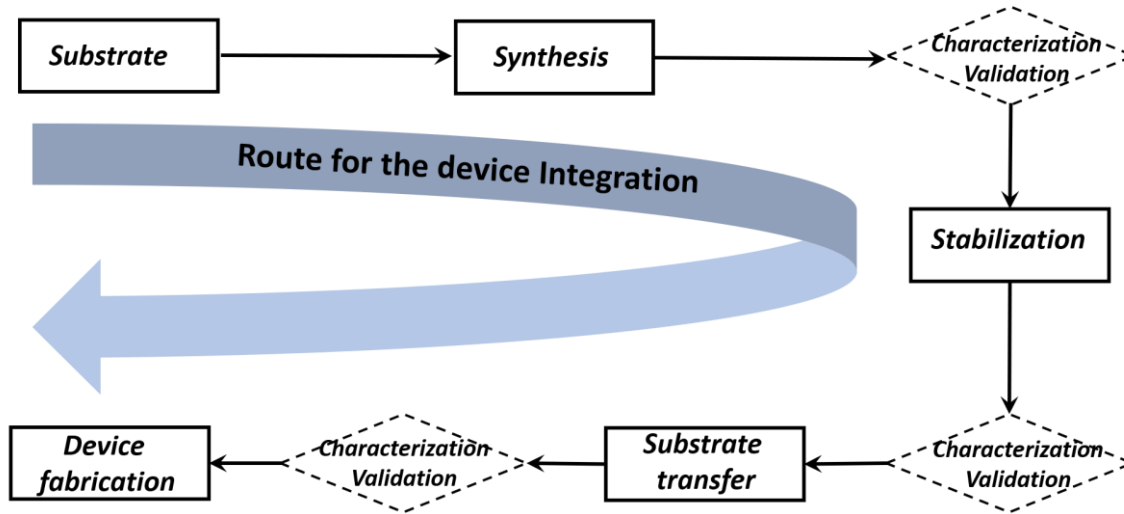 Substrate
Synthesis
Characterization
Validation
Route for the device Integration
Stabilization
Device
fabrication
Characterization
Validation
Substrate
transfer
Characterization
Validation